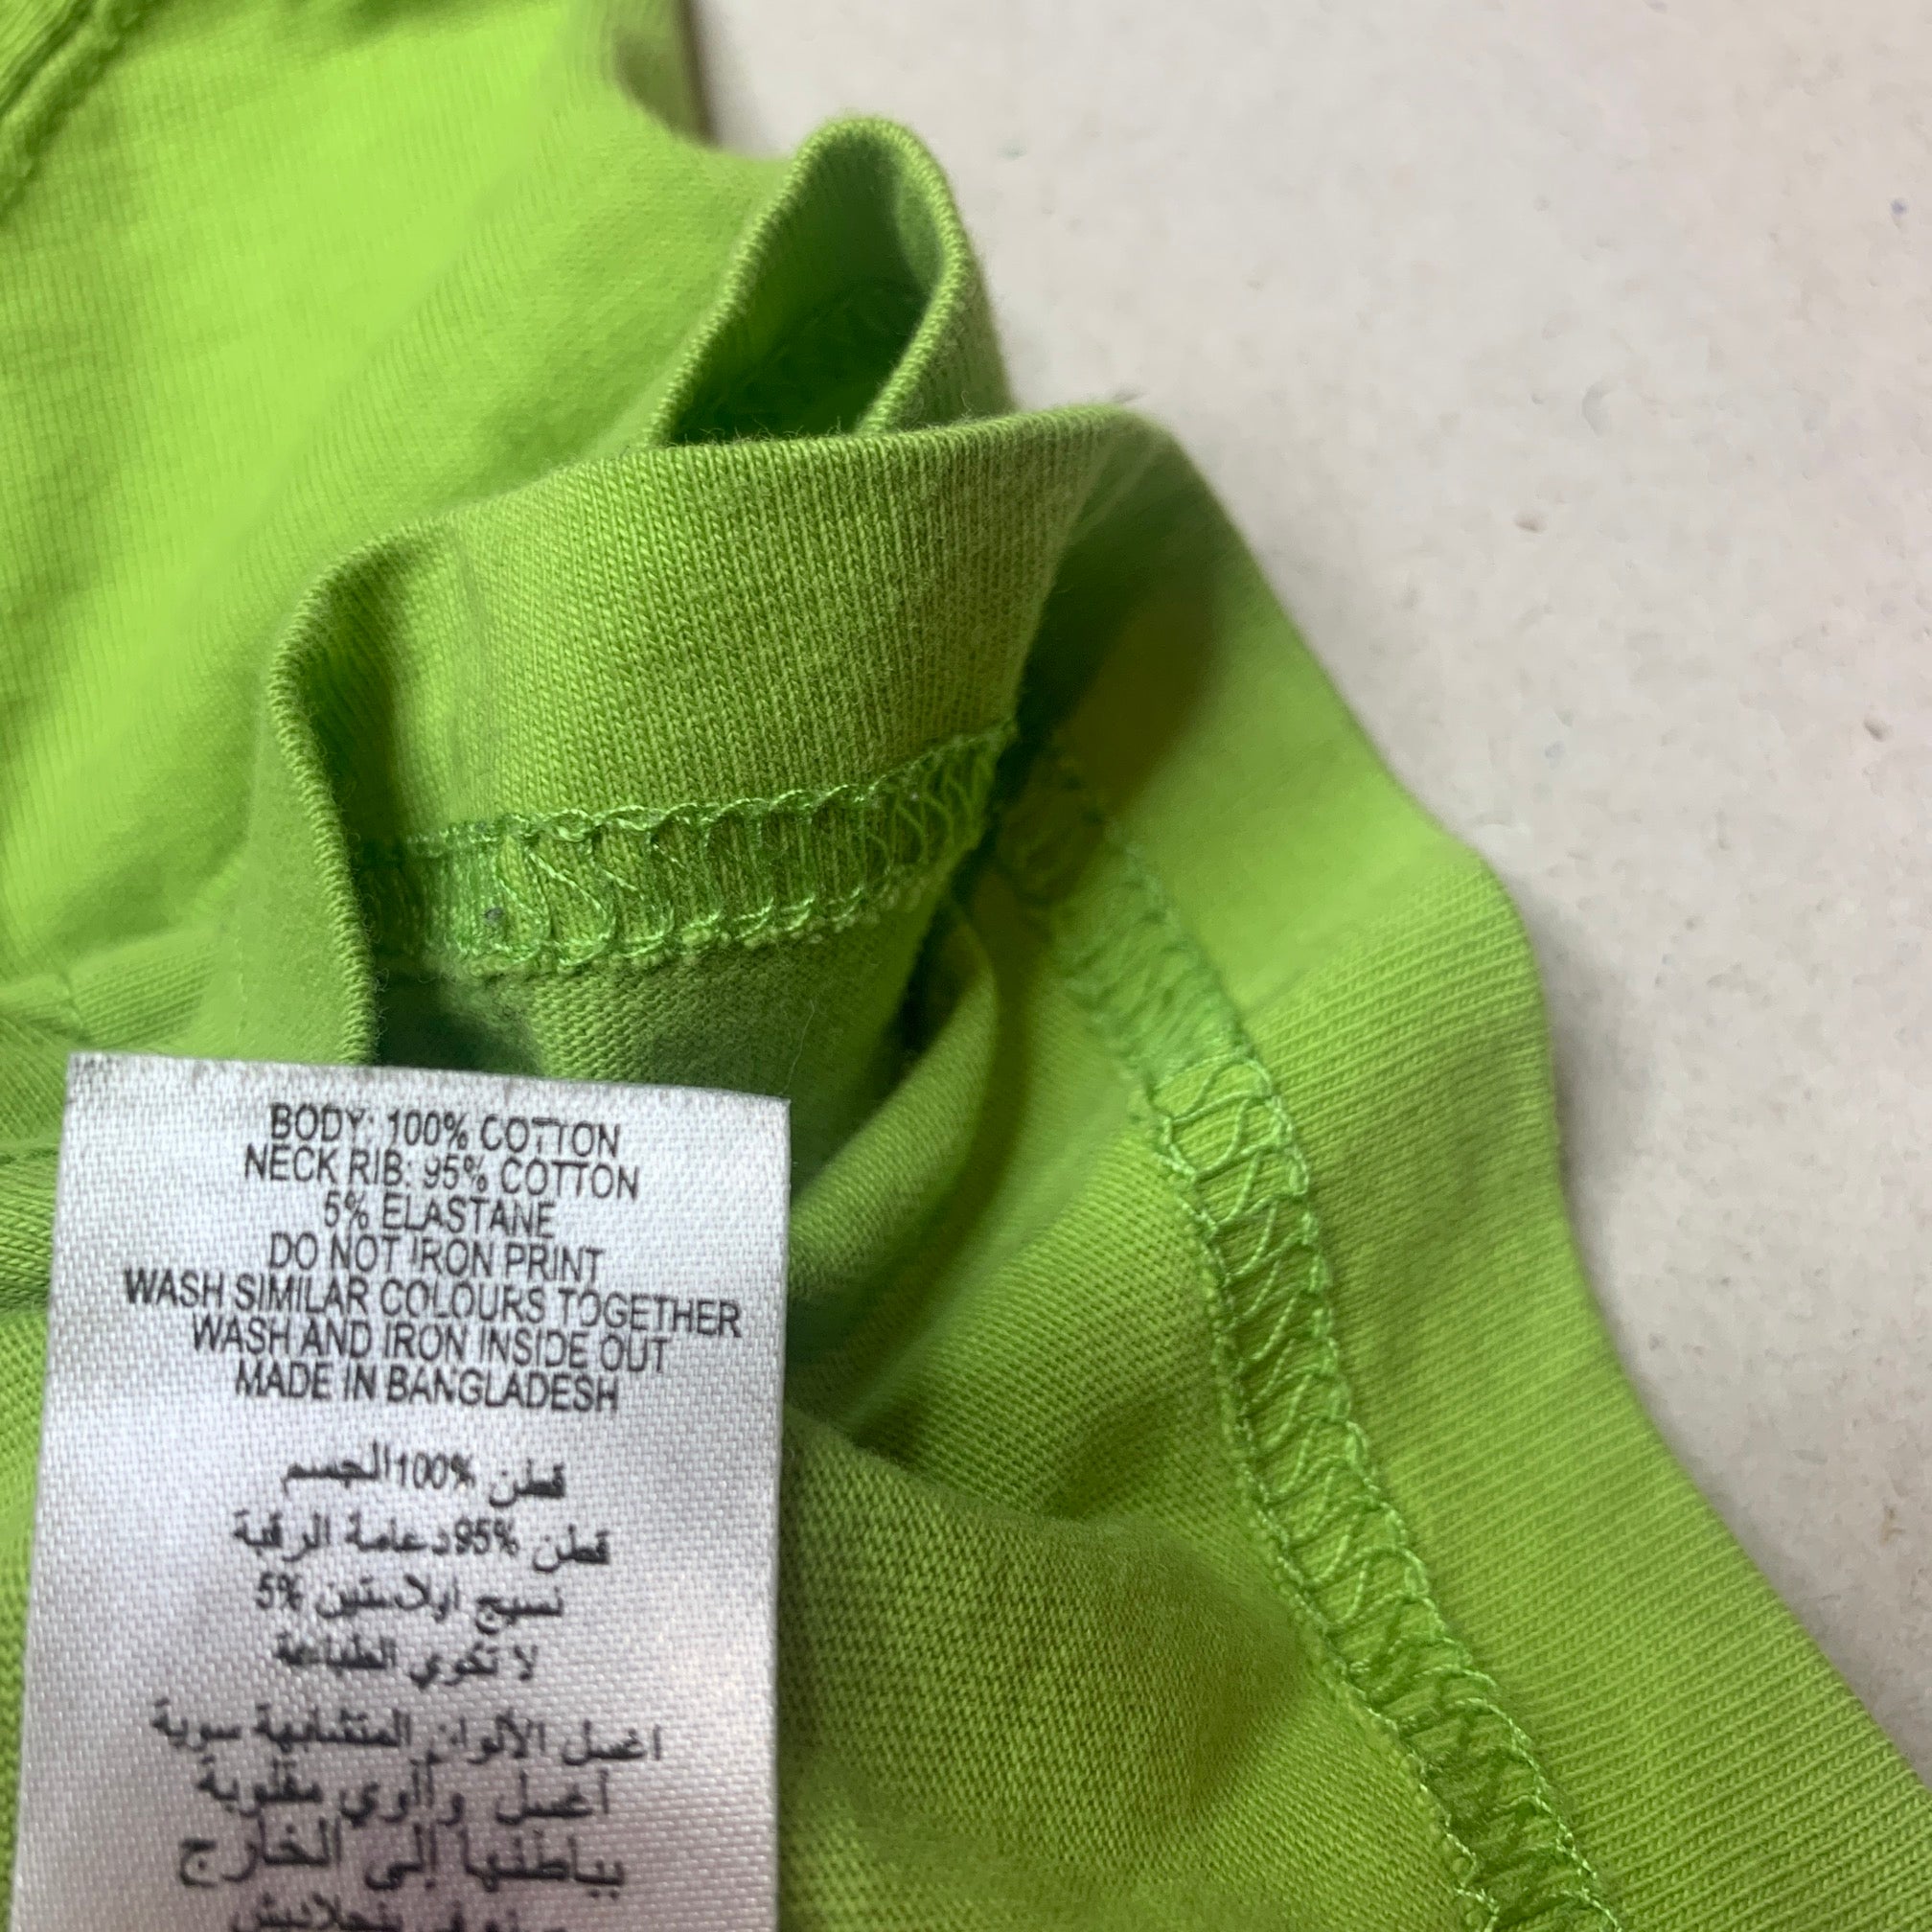 BODY: 100% COTTON
NECK RIB: 95% COTTON
5% ELASTANE
DO NOT IRON PRINT
WASH SIMILAR COLOURS TOGETHER
WASH AND IRON INSIDE OUT
MADE IN BANGLADESH
قطن %100الجسم
قطن %95دعامة الرقبة
نسيج اولاستين %5
لا تكوي الطباعة
اغسل الألوان المتشابهة سوية
أغسل وأكوي مقلوبة
بباطنها إلى الخارج